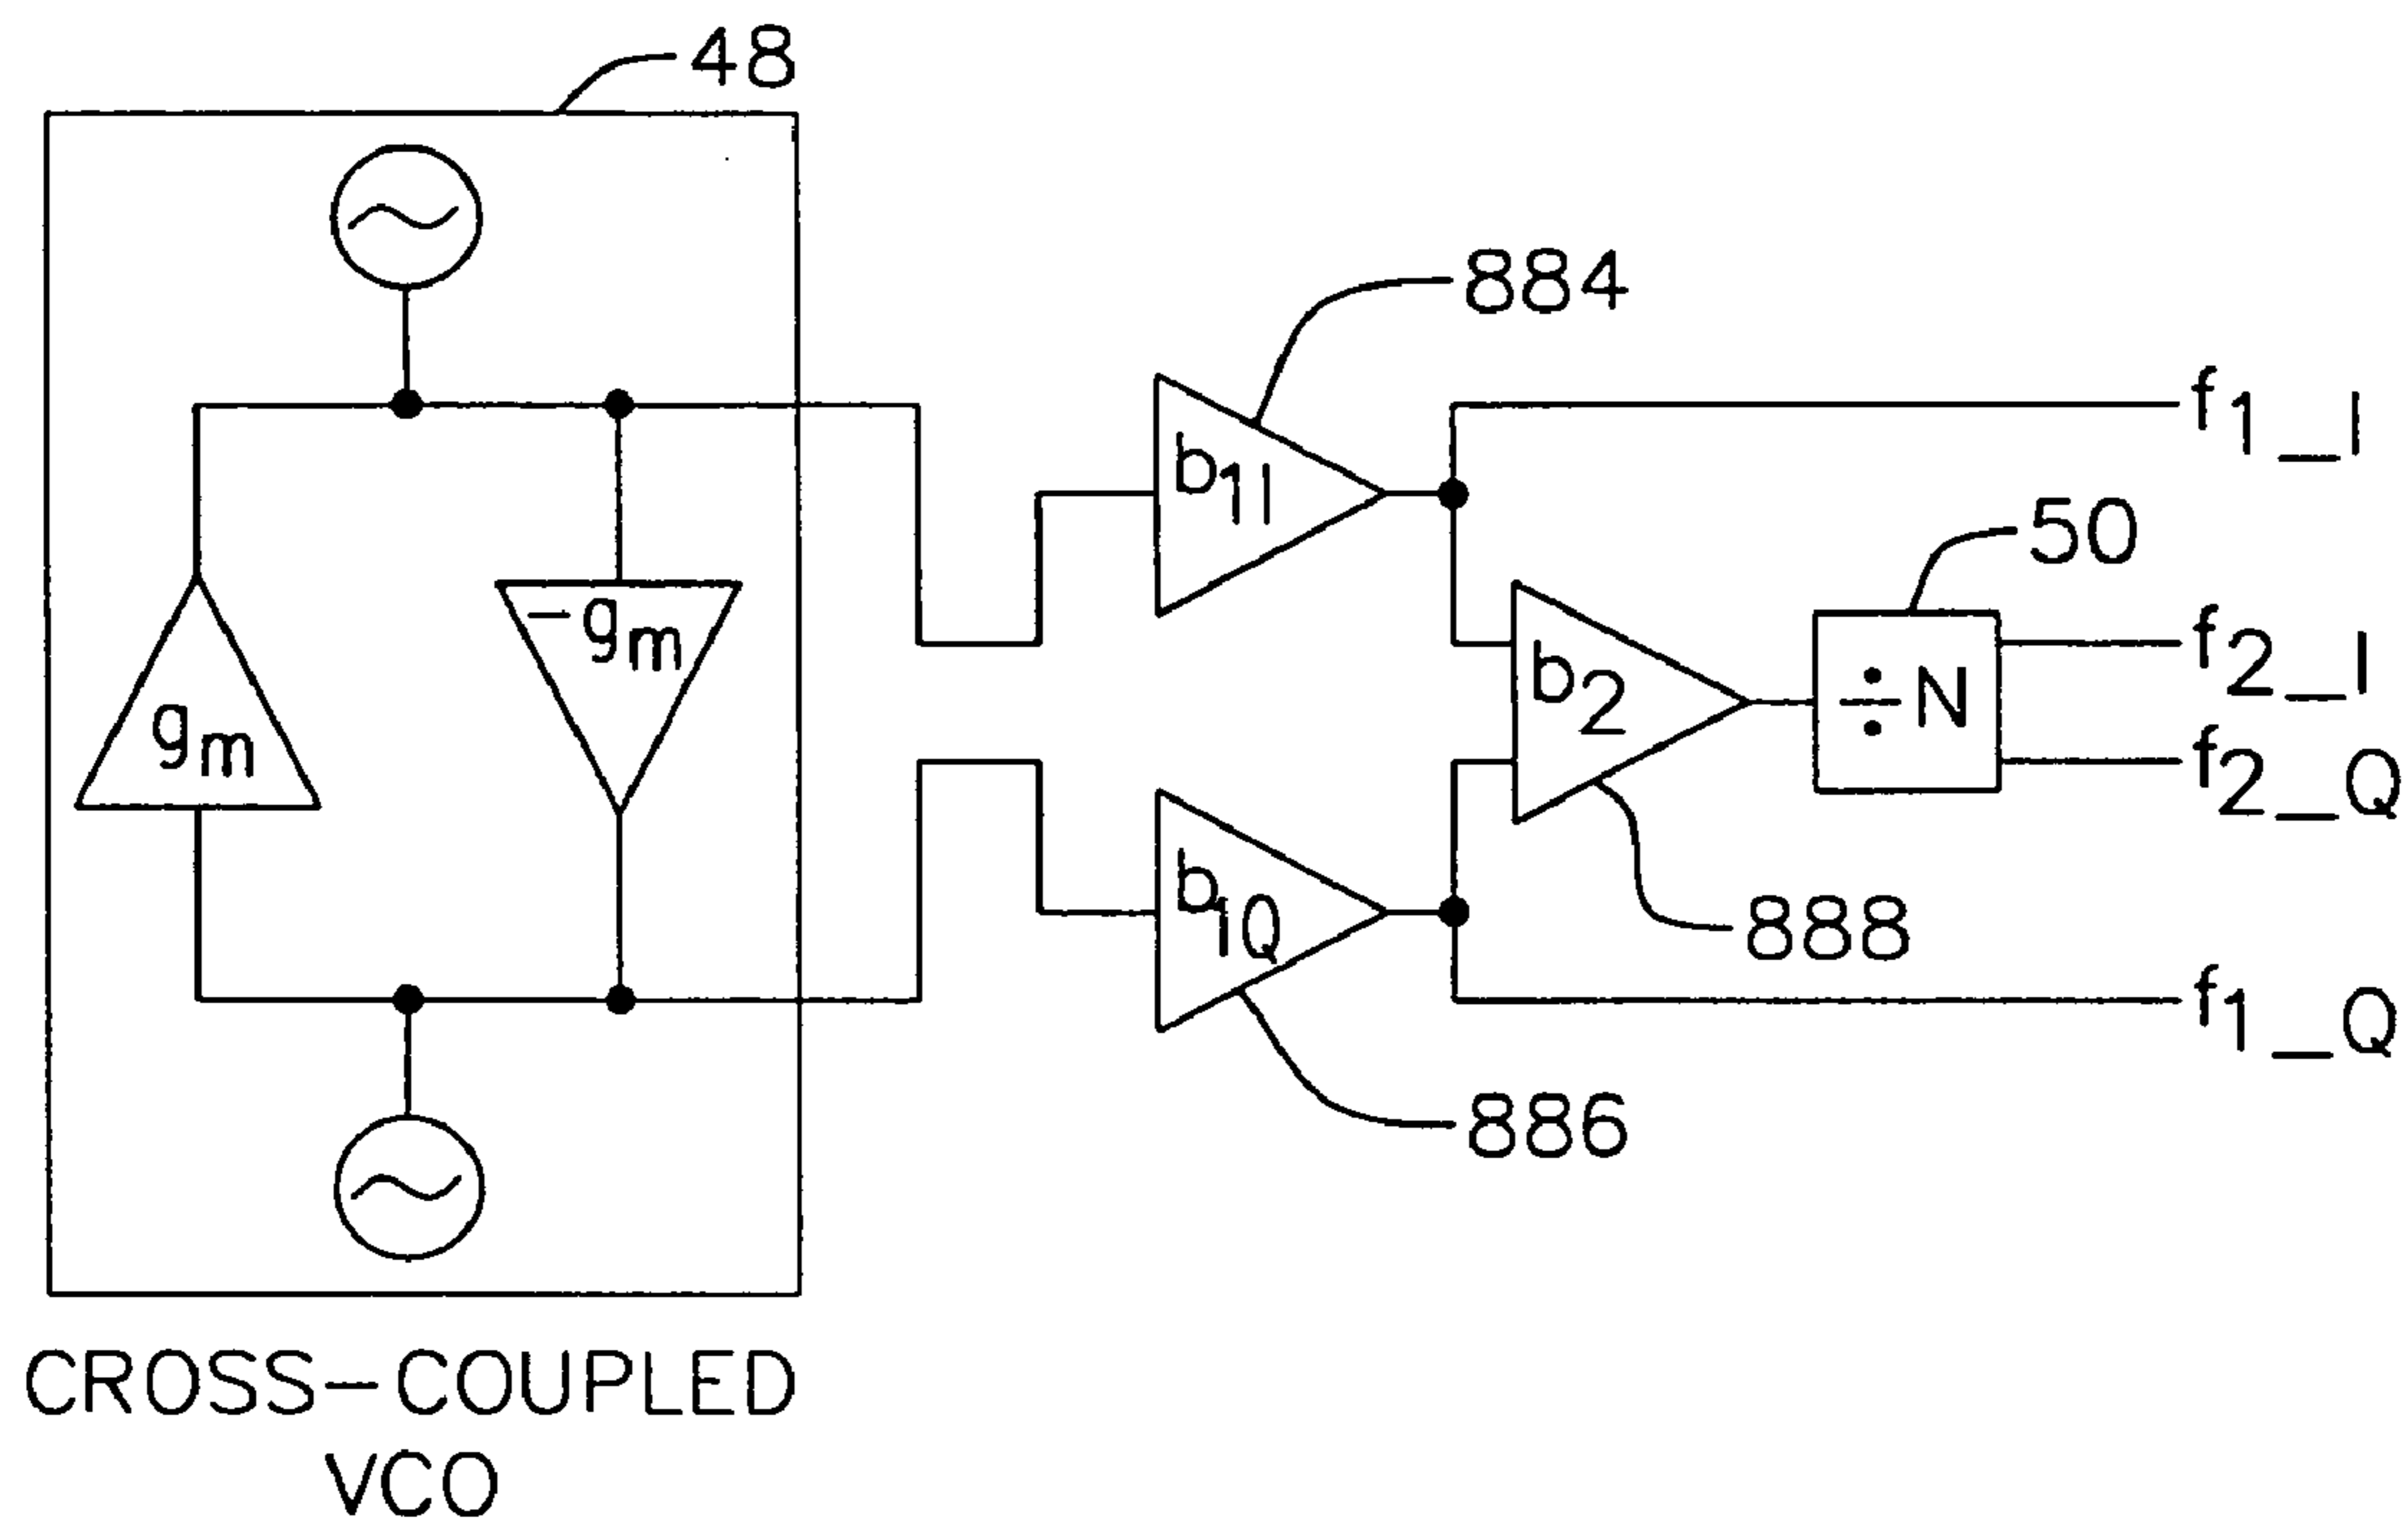 48
884
f1_I
b1I
50
-gm
f2_I
b2
÷N
gm
f2_Q
b1Q
888
f1_Q
886
CROSS-COUPLED
VCO